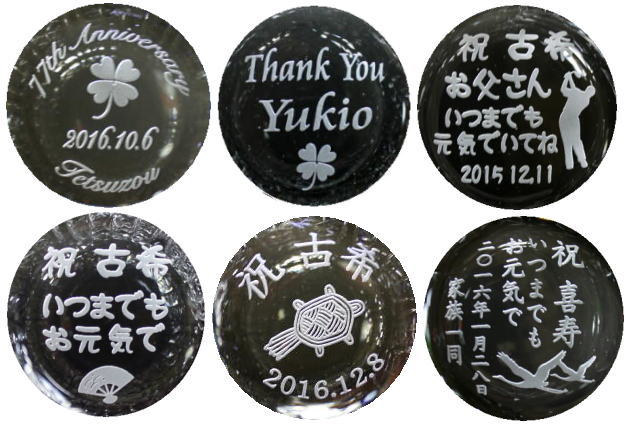 77th Anniversary
2016.10.6
Tetsuzou
Thank You
Yukio
祝 古希
お父さん
いつまでも
元気でいてね
2015 12.11
祝 古希
いつまでも
お元気で
祝 古希
2016.12.8
祝 喜寿
いつまでも
お元気で
二〇一六年一月二八日
家族一同